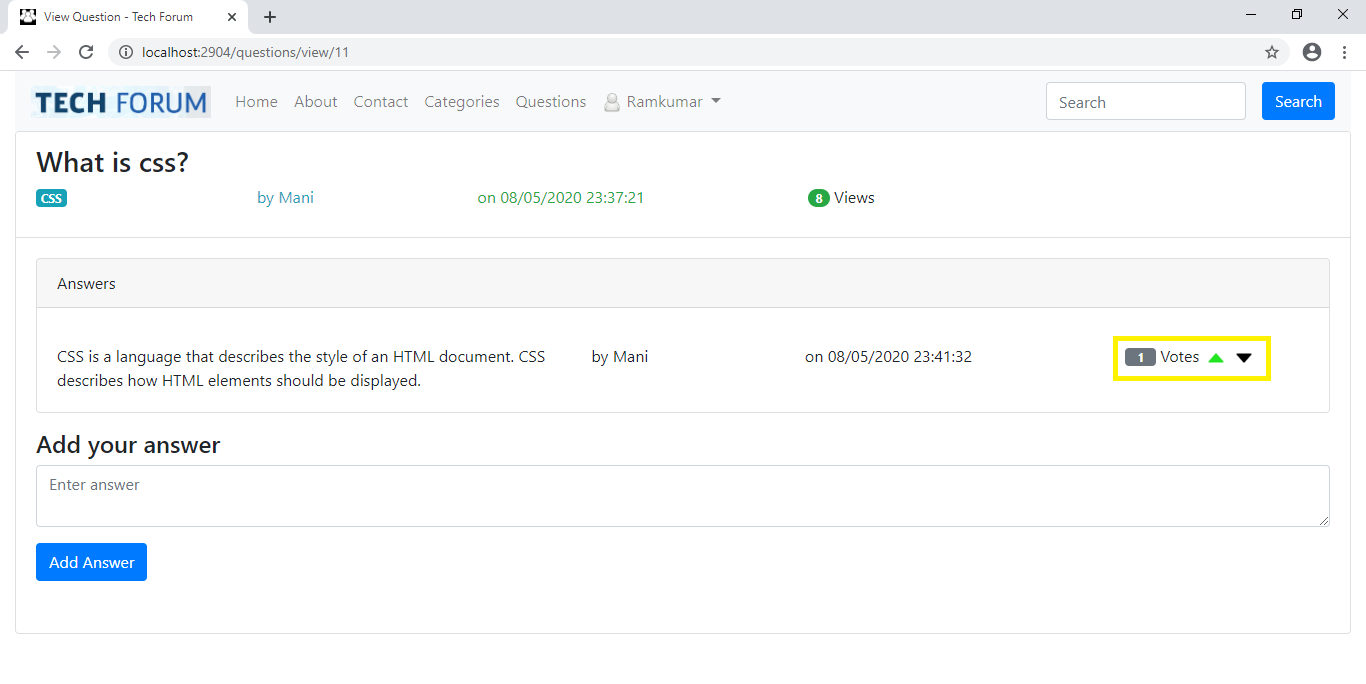 View Question - Tech Forum
localhost:2904/questions/view/11
TECH FORUM Home About Contact Categories Questions Ramkumar Search Search
What is css?
CSS by Mani on 08/05/2020 23:37:21 8 Views
Answers
CSS is a language that describes the style of an HTML document. CSS by Mani on 08/05/2020 23:41:32 1 Votes
describes how HTML elements should be displayed.
Add your answer
Enter answer
Add Answer